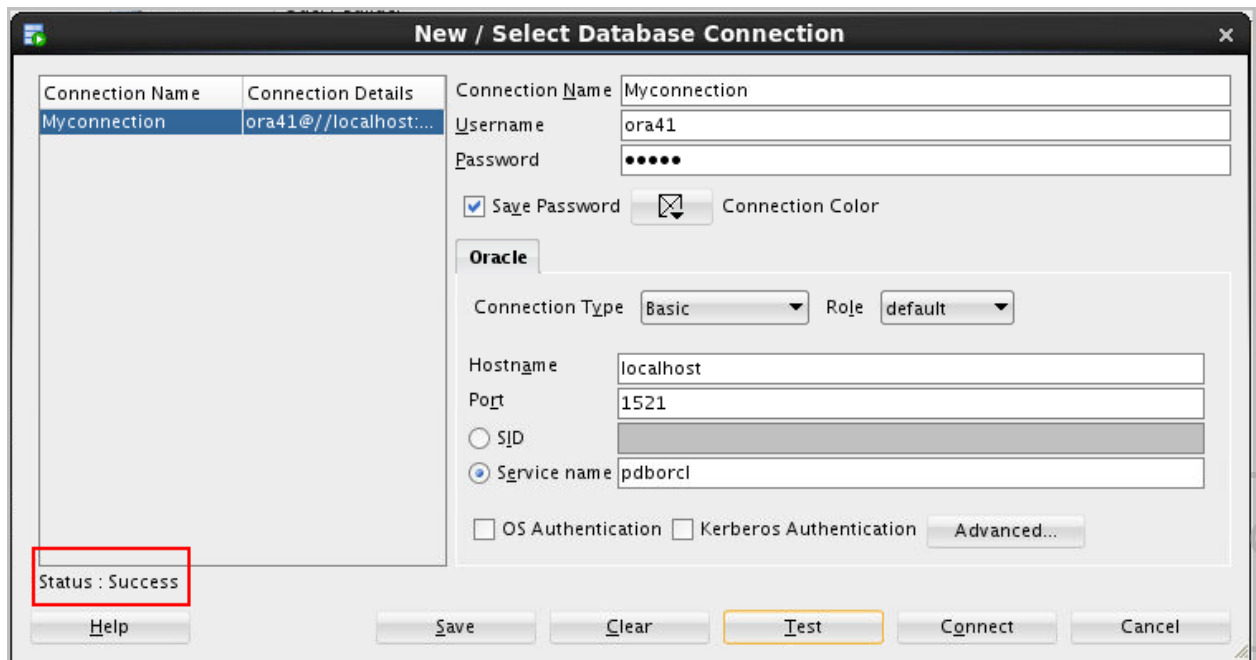 New / Select Database Connection
Connection Name Connection Details
Myconnection ora41@//localhost:...
Connection Name Myconnection
Username ora41
Password •••••
Save Password Connection Color
Oracle
Connection Type Basic Role default
Hostname localhost
Port 1521
SID
Service name pdborcl
OS Authentication Kerberos Authentication Advanced...
Status : Success
Help Save Clear Test Connect Cancel